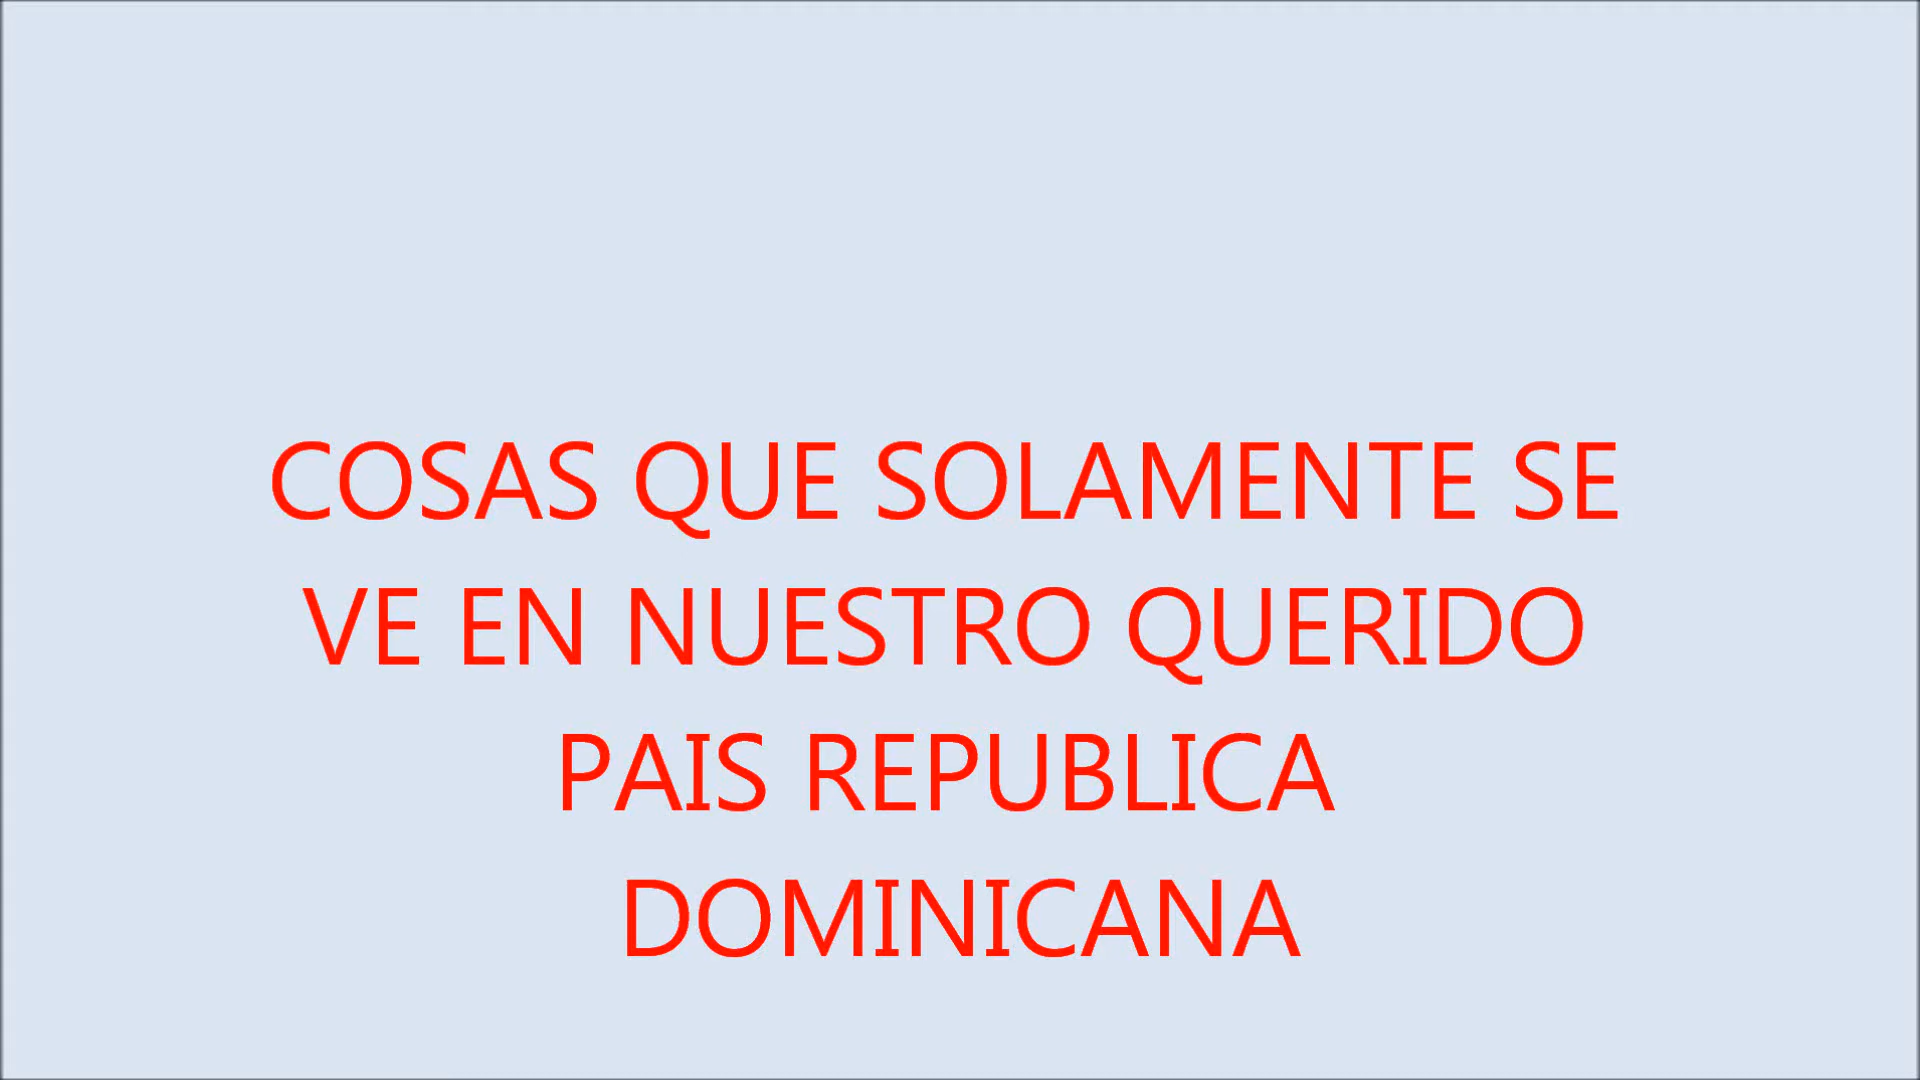 COSAS QUE SOLAMENTE SE
VE EN NUESTRO QUERIDO
PAIS REPUBLICA
DOMINICANA